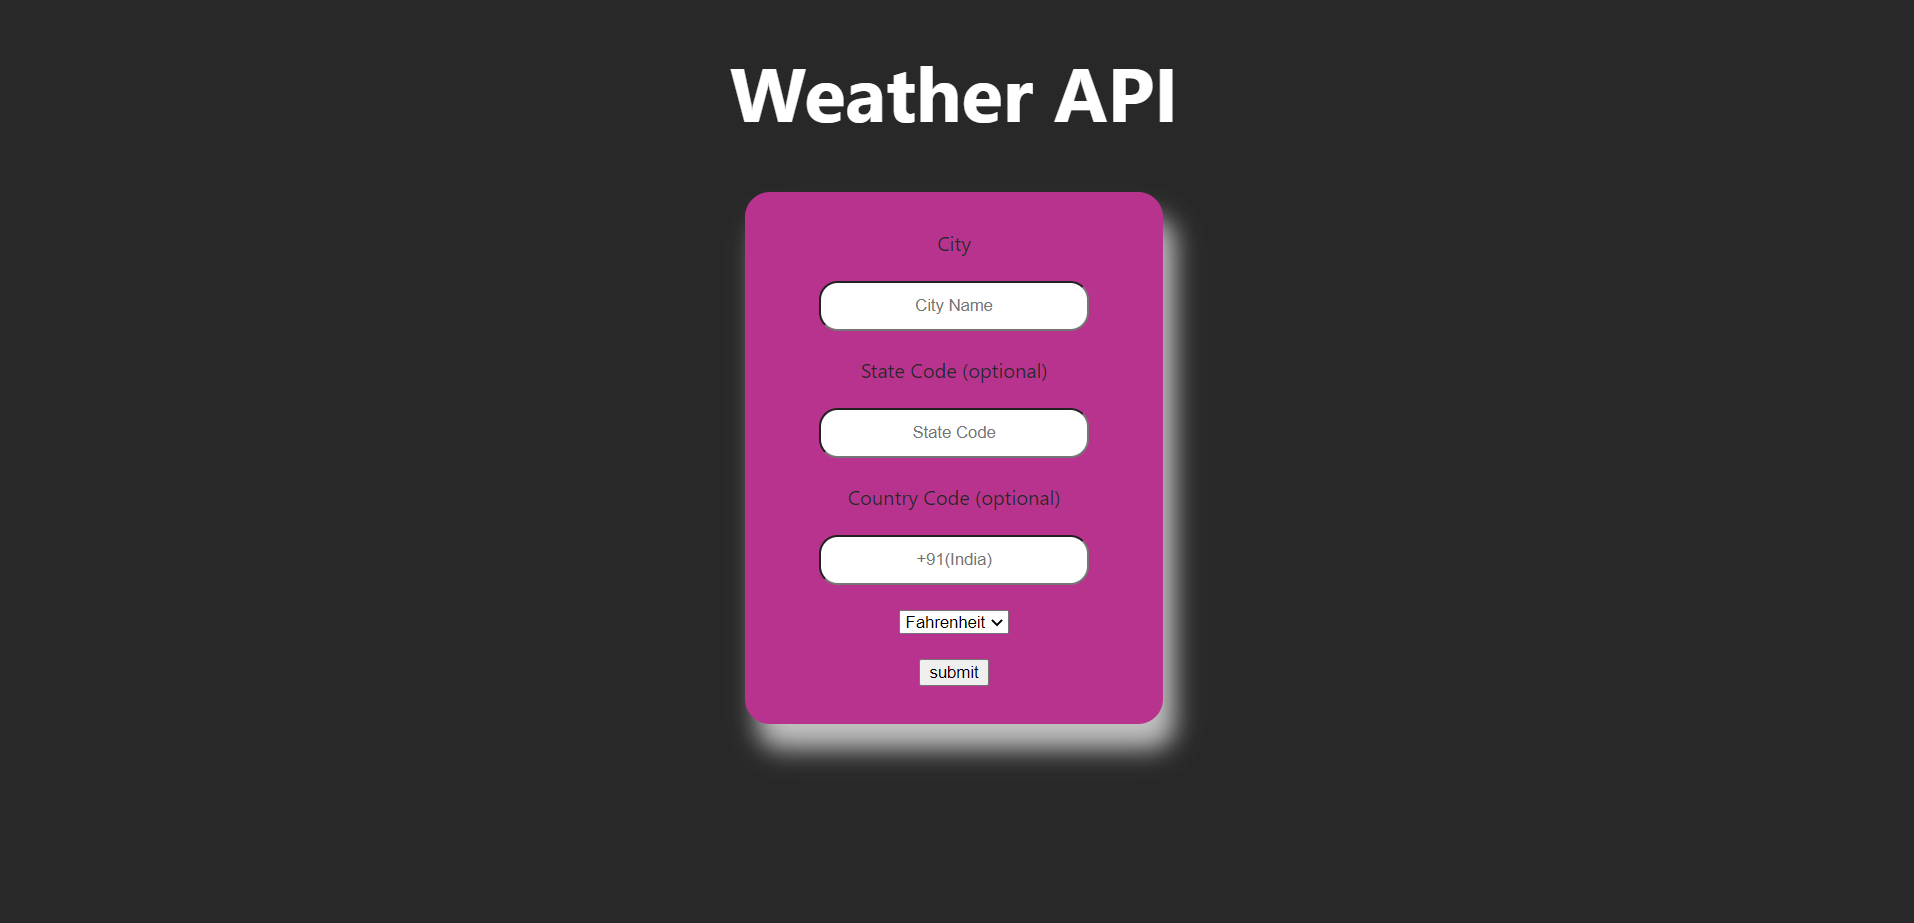 Weather API
City
City Name
State Code (optional)
State Code
Country Code (optional)
+91(India)
Fahrenheit
submit